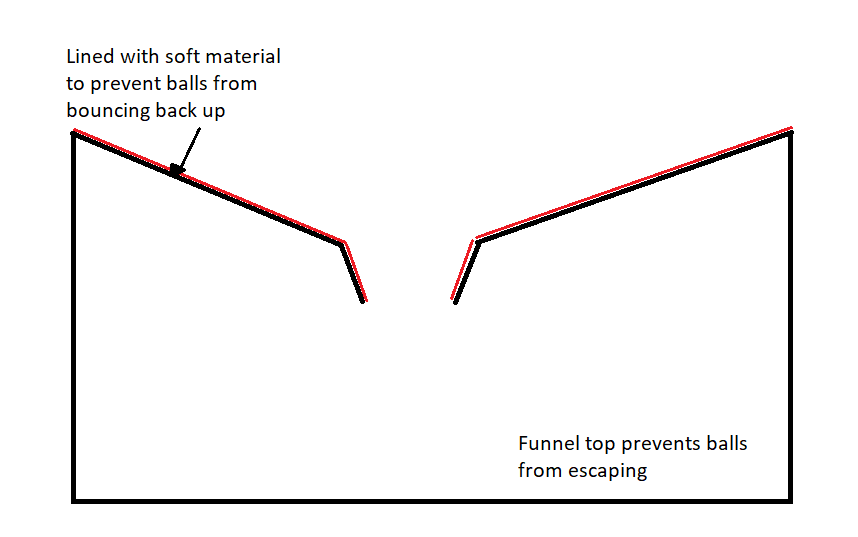 Lined with soft material
to prevent balls from
bouncing back up
Funnel top prevents balls
from escaping